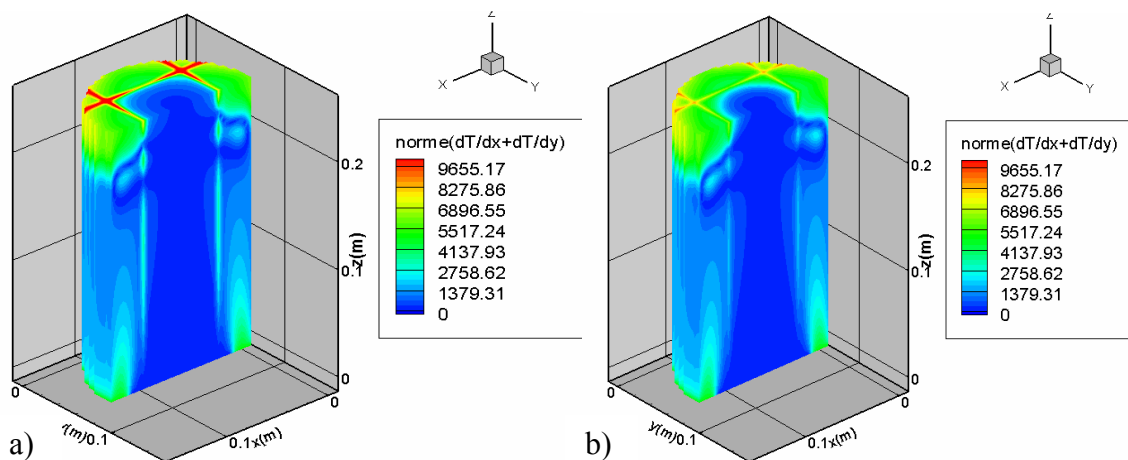 Z
X
Y
norme(dT/dx+dT/dy)
9655.17
8275.86
6896.55
5517.24
4137.93
2758.62
1379.31
0
0.2
0.1
z(m)
0
0
0.1
0.1
x(m)
0
a)
Z
X
Y
norme(dT/dx+dT/dy)
9655.17
8275.86
6896.55
5517.24
4137.93
2758.62
1379.31
0
0.2
0.1
z(m)
0
0
y(m)
0.1
0.1
x(m)
0
b)